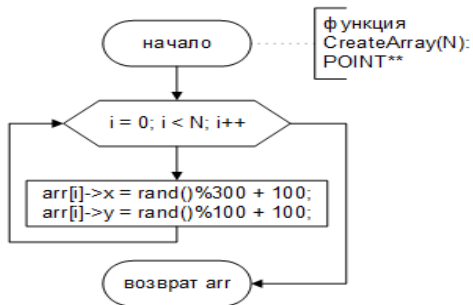 начало
функция
CreateArray(N):
POINT**
i = 0; i < N; i++
arr[i]->x = rand()%300 + 100;
arr[i]->y = rand()%100 + 100;
возврат arr